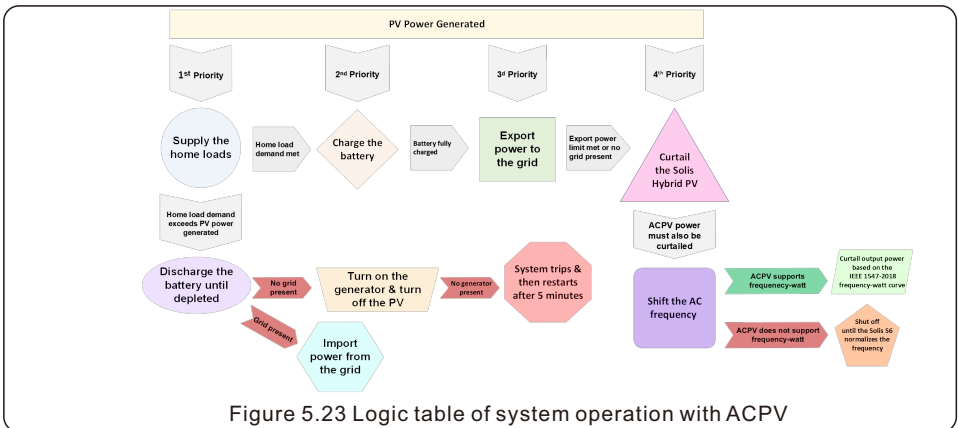 PV Power Generated
1st Priority
2nd Priority
3d Priority
4th Priority
Supply the
home loads
Home load
demand met
Charge the
battery
Battery fully
charged
Export
power to
the grid
Export power
limit met or no
grid present
Curtail
the Solis
Hybrid PV
Home load demand
exceeds PV power
generated
ACPV power
must also be
curtailed
Discharge the
battery until
depleted
No grid
present
Turn on the
generator & turn
off the PV
No generator
present
System trips &
then restarts
after 5 minutes
Grid present
Import
power from
the grid
Shift the AC
frequency
ACPV supports
frequenecy-watt
Curtail output power
based on the
IEEE 1547-2018
frequency-watt curve
ACPV does not support
frequency-watt
Shut off
until the Solis S6
normalizes the
frequency
Figure 5.23 Logic table of system operation with ACPV